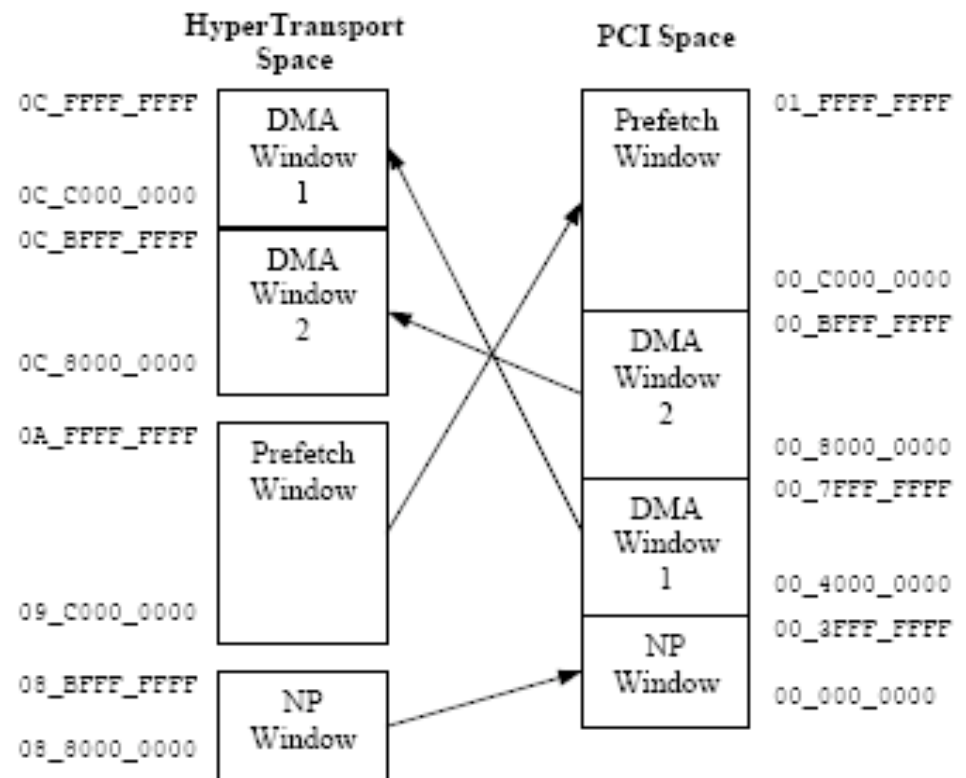 HyperTransport
Space
PCI Space
0C_FFFF_FFFF
DMA
Window
1
0C_C000_0000
0C_BFFF_FFFF
DMA
Window
2
0C_8000_0000
0A_FFFF_FFFF
Prefetch
Window
09_C000_0000
08_BFFF_FFFF
NP
Window
08_8000_0000
Prefetch
Window
01_FFFF_FFFF
00_C000_0000
00_BFFF_FFFF
DMA
Window
2
00_8000_0000
00_7FFF_FFFF
DMA
Window
1
00_4000_0000
00_3FFF_FFFF
NP
Window
00_000_0000